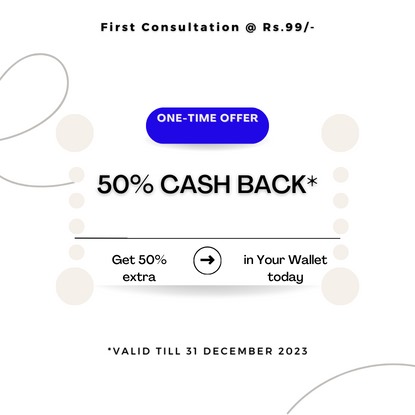 First Consultation @ Rs.99/-
ONE-TIME OFFER
50% CASH BACK*
Get 50% extra
in Your Wallet today
*VALID TILL 31 DECEMBER 2023